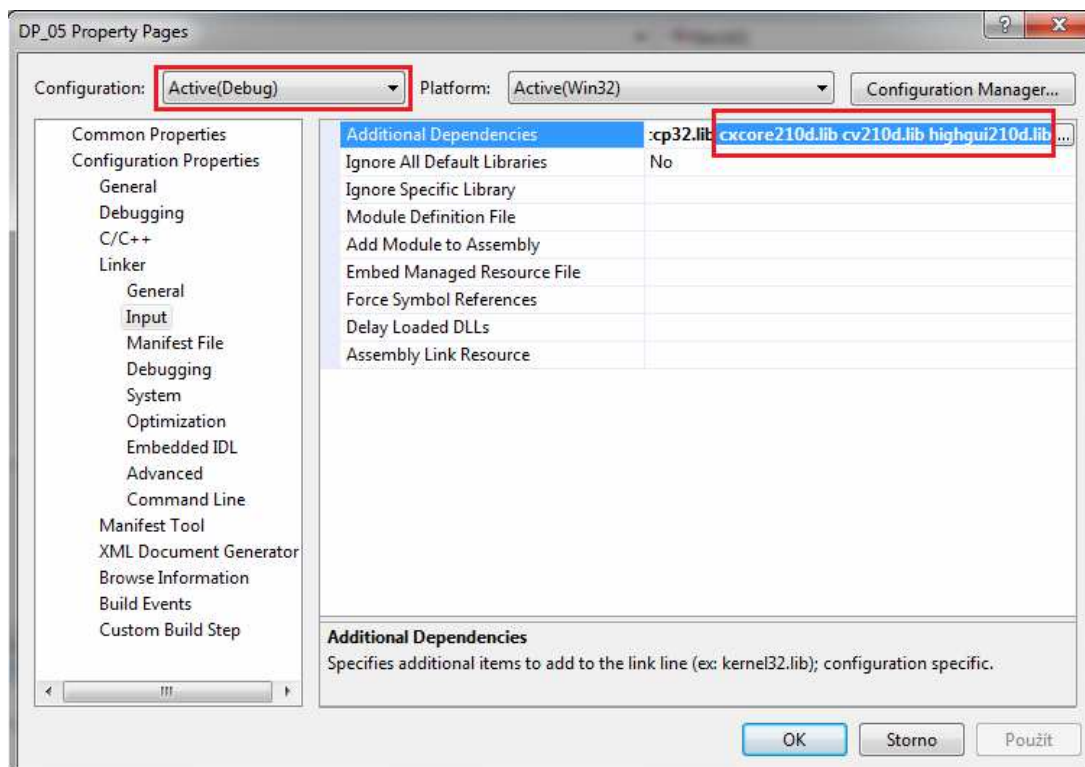 DP_05 Property Pages
Configuration: Active(Debug) Platform: Active(Win32) Configuration Manager...
Common Properties
Configuration Properties
General
Debugging
C/C++
Linker
General
Input
Manifest File
Debugging
System
Optimization
Embedded IDL
Advanced
Command Line
Manifest Tool
XML Document Generator
Browse Information
Build Events
Custom Build Step
Additional Dependencies :cp32.lib cxcore210d.lib cv210d.lib highgui210d.lib ...
Ignore All Default Libraries No
Ignore Specific Library
Module Definition File
Add Module to Assembly
Embed Managed Resource File
Force Symbol References
Delay Loaded DLLs
Assembly Link Resource
Additional Dependencies
Specifies additional items to add to the link line (ex: kernel32.lib); configuration specific.
OK Storno Použít